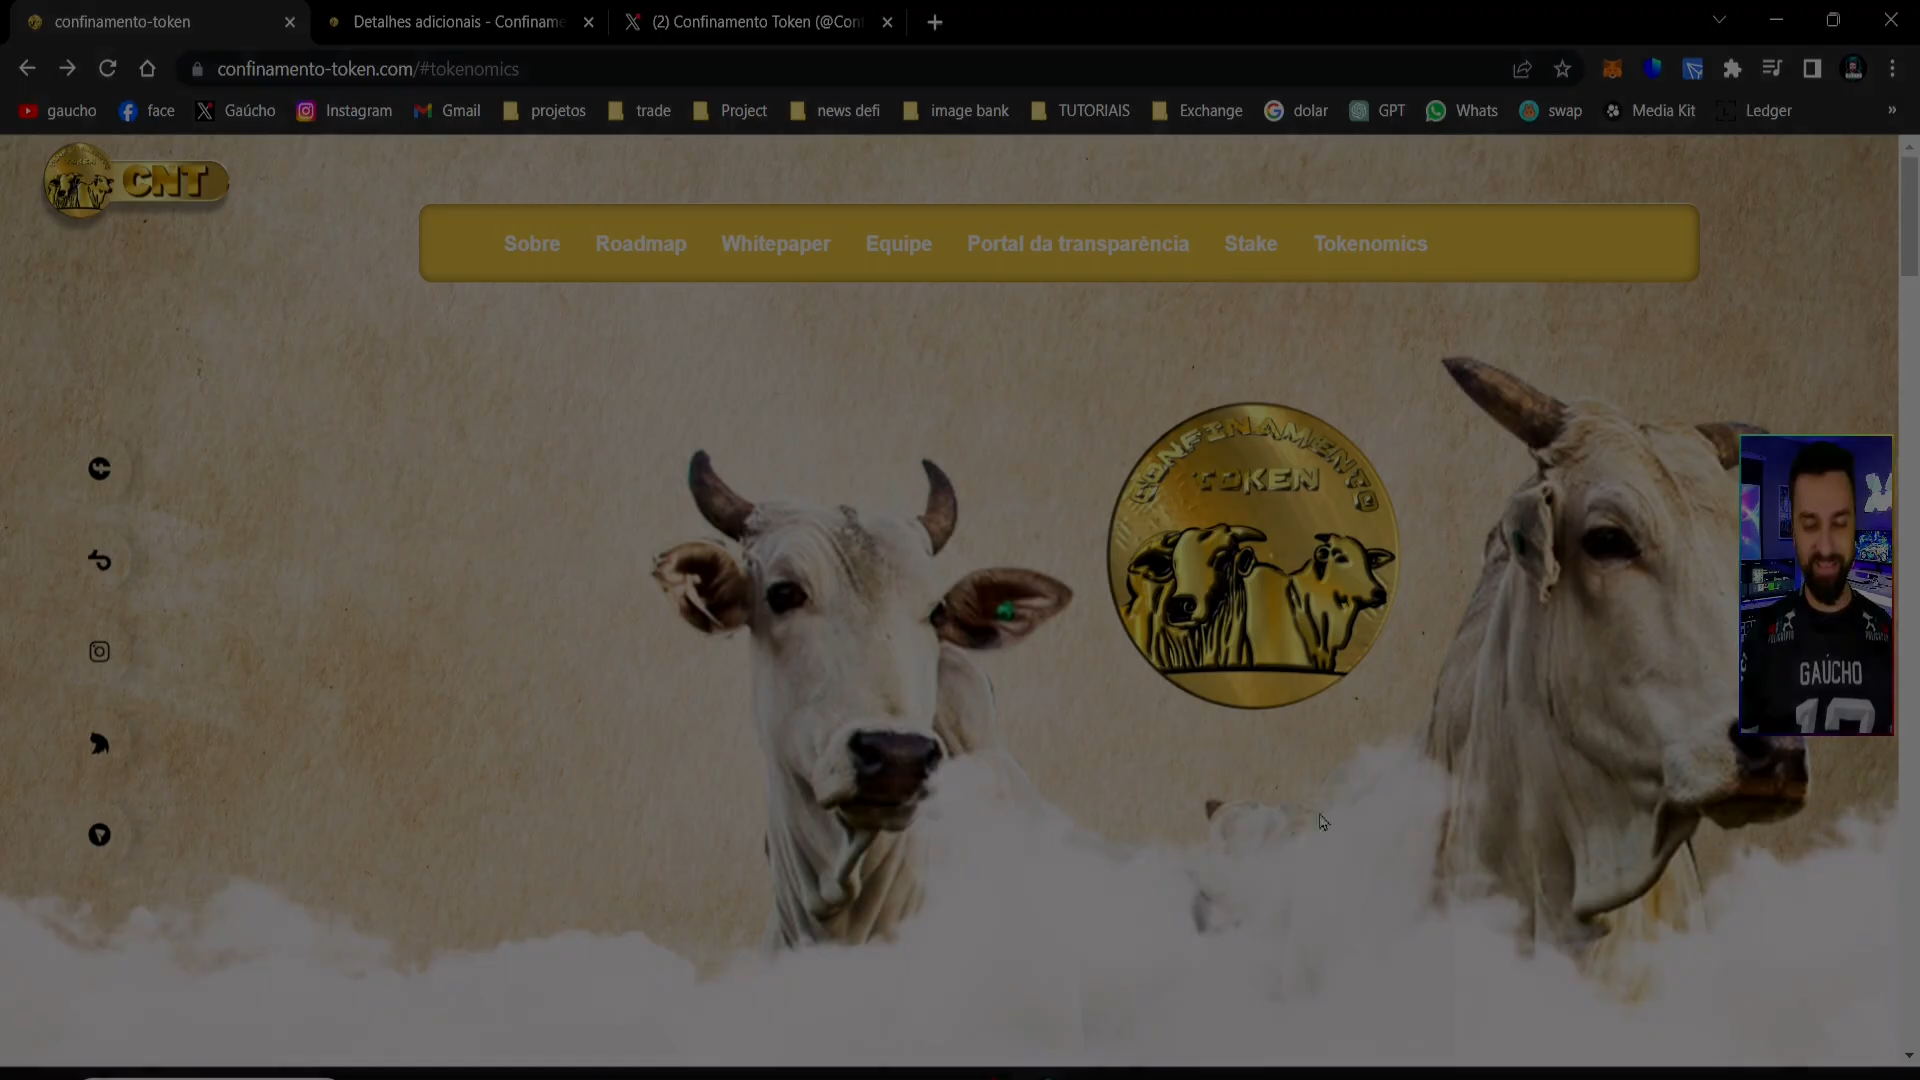 confinamento-token
Detalhes adicionais - Confiname
(2) Confinamento Token (@Con
confinamento-token.com/#tokenomics
gaucho
face
Gaúcho
Instagram
Gmail
projetos
trade
Project
news defi
image bank
TUTORIAIS
Exchange
dolar
GPT
Whats
swap
Media Kit
Ledger
»
CNT
Sobre
Roadmap
Whitepaper
Equipe
Portal da transparência
Stake
Tokenomics
CONFINAMENTO
TOKEN
GAÚCHO